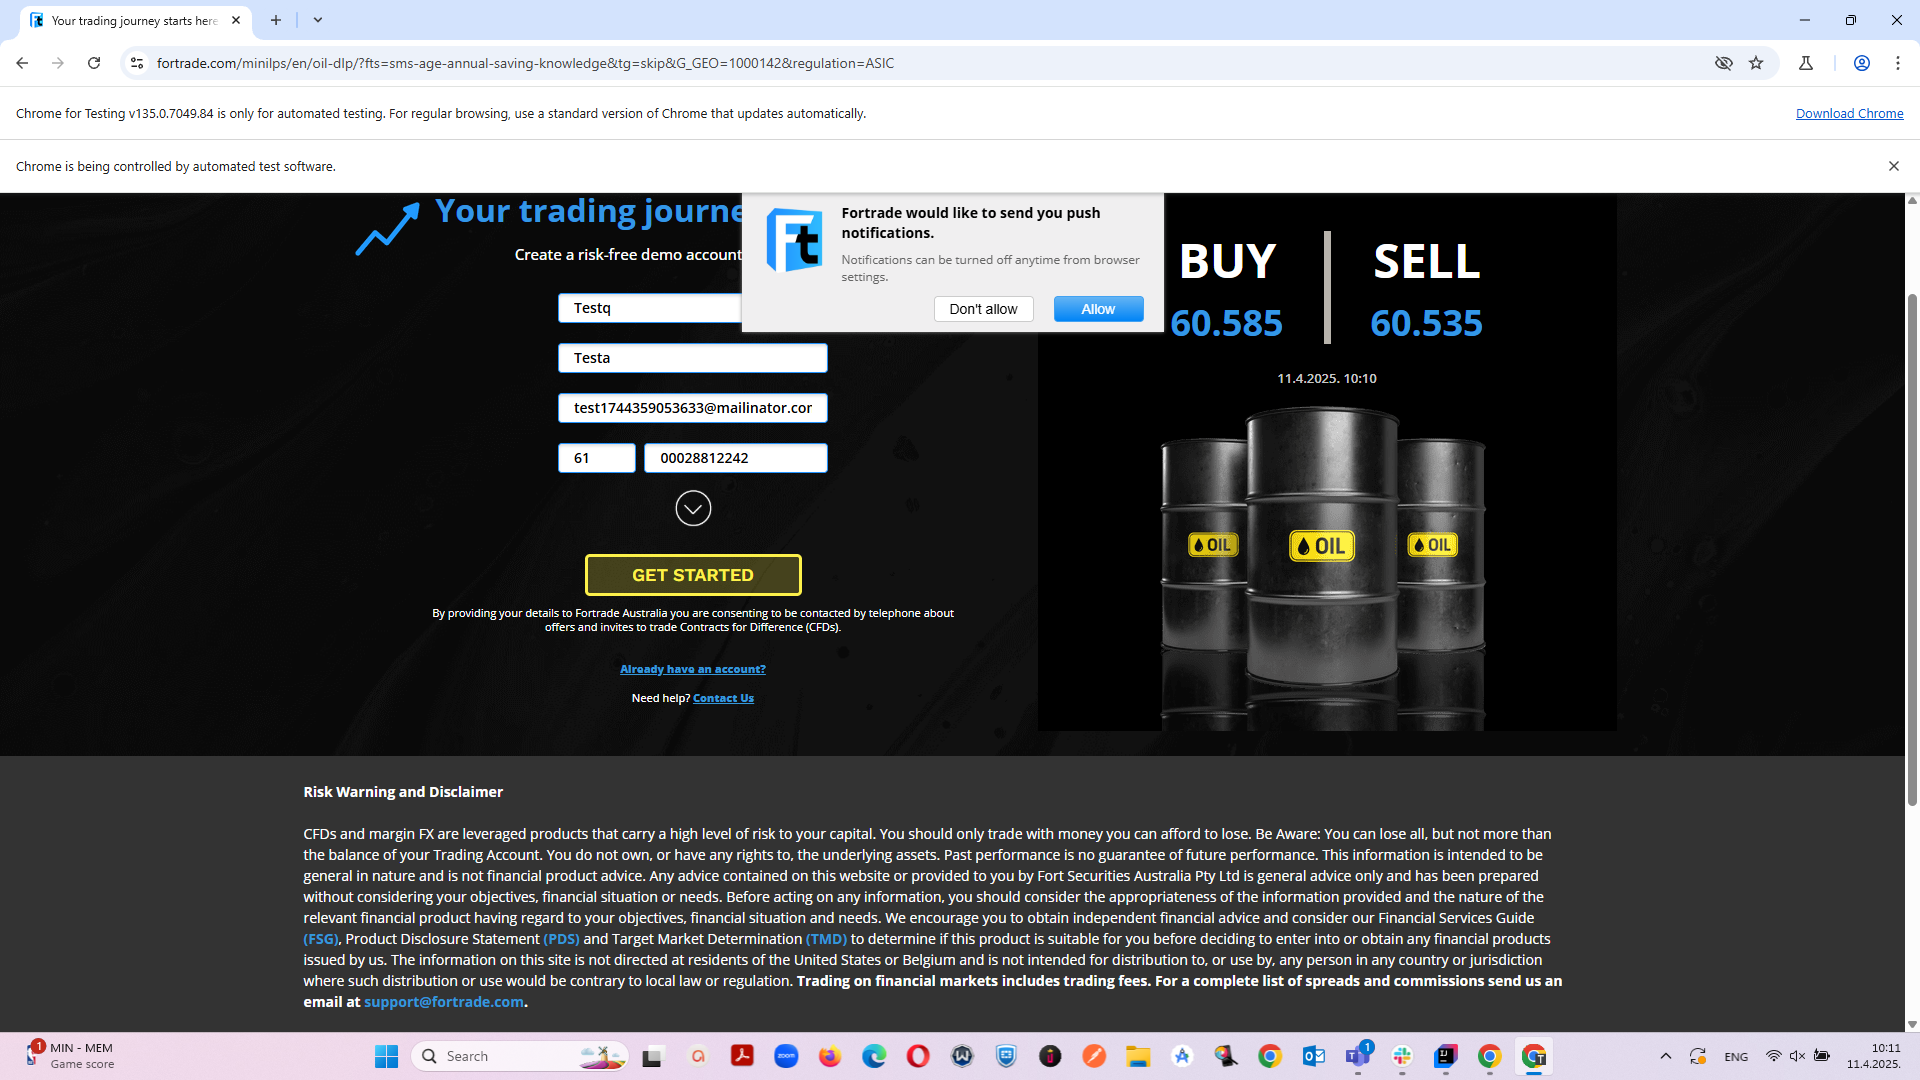 Your trading journey starts here
fortrade.com/minilps/en/oil-dlp/?fts=sms-age-annual-saving-knowledge&tg=skip&G_GEO=1000142&regulation=ASIC
Chrome for Testing v135.0.7049.84 is only for automated testing. For regular browsing, use a standard version of Chrome that updates automatically.
Download Chrome
Chrome is being controlled by automated test software.
Your trading journe
Create a risk-free demo account
Ft
Fortrade would like to send you push
notifications.
Notifications can be turned off anytime from browser
settings.
Don't allow
Allow
Testq
Testa
test1744359053633@mailinator.cor
61
00028812242
GET STARTED
By providing your details to Fortrade Australia you are consenting to be contacted by telephone about
offers and invites to trade Contracts for Difference (CFDs).
Already have an account?
Need help? Contact Us
BUY
SELL
60.585
60.535
11.4.2025. 10:10
OIL
OIL
OIL
Risk Warning and Disclaimer
CFDs and margin FX are leveraged products that carry a high level of risk to your capital. You should only trade with money you can afford to lose. Be Aware: You can lose all, but not more than
the balance of your Trading Account. You do not own, or have any rights to, the underlying assets. Past performance is no guarantee of future performance. This information is intended to be
general in nature and is not financial product advice. Any advice contained on this website or provided to you by Fort Securities Australia Pty Ltd is general advice only and has been prepared
without considering your objectives, financial situation or needs. Before acting on any information, you should consider the appropriateness of the information provided and the nature of the
relevant financial product having regard to your objectives, financial situation and needs. We encourage you to obtain independent financial advice and consider our Financial Services Guide
(FSG), Product Disclosure Statement (PDS) and Target Market Determination (TMD) to determine if this product is suitable for you before deciding to enter into or obtain any financial products
issued by us. The information on this site is not directed at residents of the United States or Belgium and is not intended for distribution to, or use by, any person in any country or jurisdiction
where such distribution or use would be contrary to local law or regulation. Trading on financial markets includes trading fees. For a complete list of spreads and commissions send us an
email at support@fortrade.com.
1
MIN - MEM
Game score
Search
zoom
1
ENG
10:11
11.4.2025.